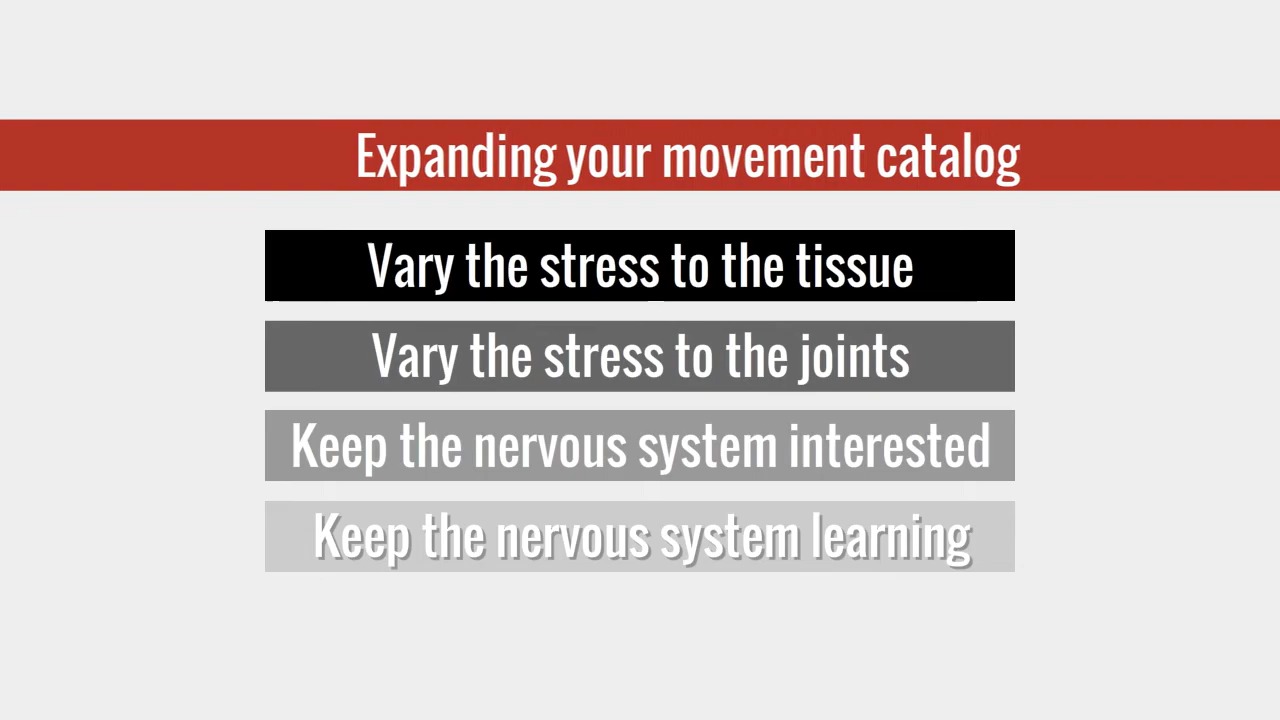 Expanding your movement catalog
Vary the stress to the tissue
Vary the stress to the joints
Keep the nervous system interested
Keep the nervous system learning